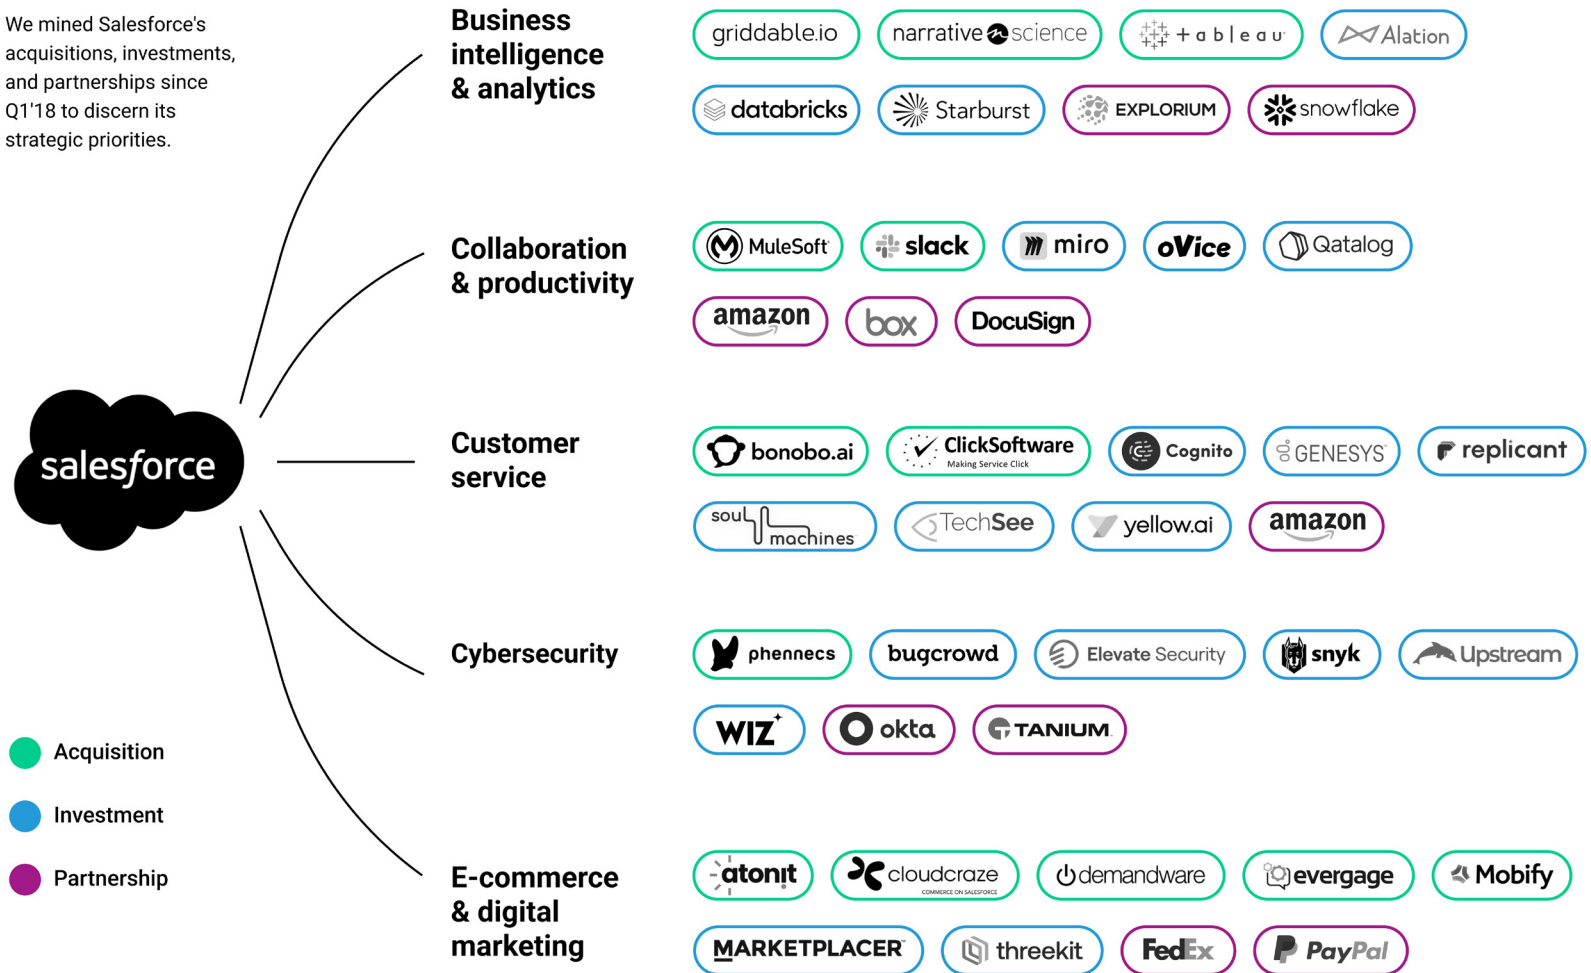 We mined Salesforce's
acquisitions, investments,
and partnerships since
Q1'18 to discern its
strategic priorities.
salesforce
Acquisition
Investment
Partnership
Business
intelligence
& analytics
griddable.io
narrative science
+ a b l e a u
Alation
databricks
Starburst
EXPLORIUM
snowflake
Collaboration
& productivity
MuleSoft
slack
miro
oVice
Qatalog
amazon
box
DocuSign
Customer
service
bonobo.ai
ClickSoftware
Making Service Click
Cognito
GENESYS
replicant
soul
machines
TechSee
yellow.ai
amazon
Cybersecurity
phennecs
bugcrowd
Elevate Security
snyk
Upstream
WIZ
okta
TANIUM
E-commerce
& digital
marketing
atonit
cloudcraze
COMMERCE ON SALESFORCE
demandware
evergage
Mobify
MARKETPLACER
threekit
FedEx
PayPal